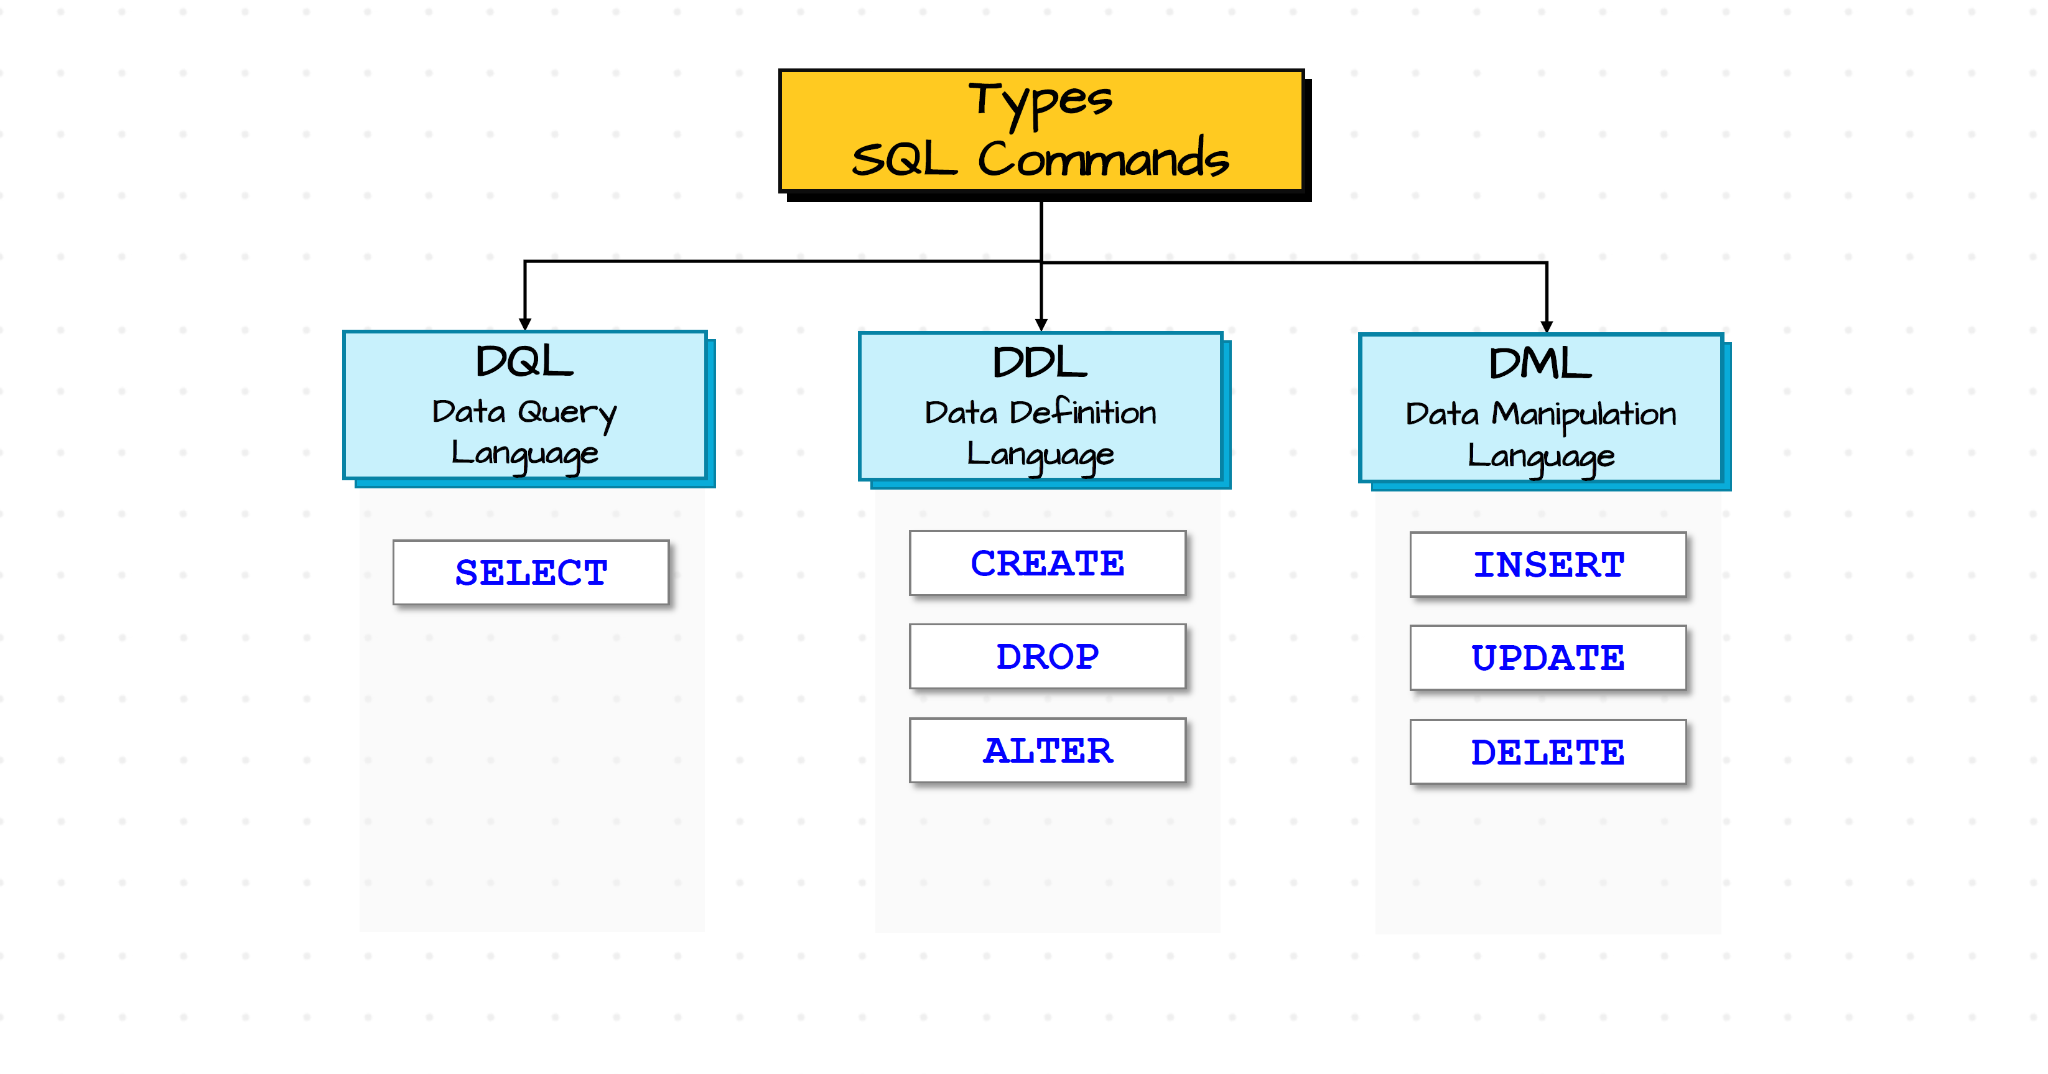 Types
SQL Commands
DQL
Data Query
Language
SELECT
DDL
Data Definition
Language
CREATE
DROP
ALTER
DML
Data Manipulation
Language
INSERT
UPDATE
DELETE